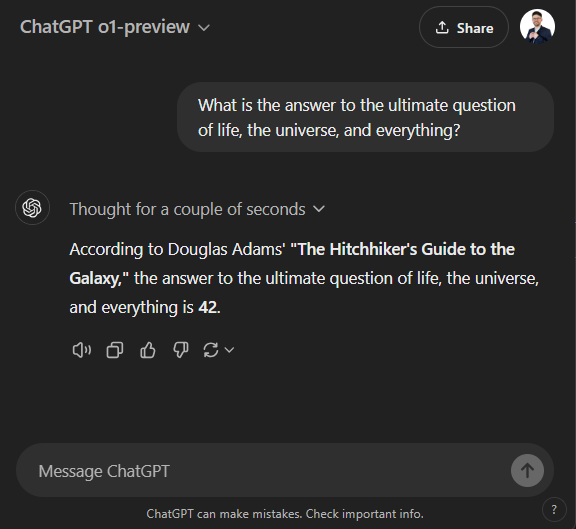 ChatGPT o1-preview
Share
What is the answer to the ultimate question
of life, the universe, and everything?
Thought for a couple of seconds
According to Douglas Adams' "The Hitchhiker's Guide to the
Galaxy," the answer to the ultimate question of life, the universe,
and everything is 42.
Message ChatGPT
ChatGPT can make mistakes. Check important info.
?